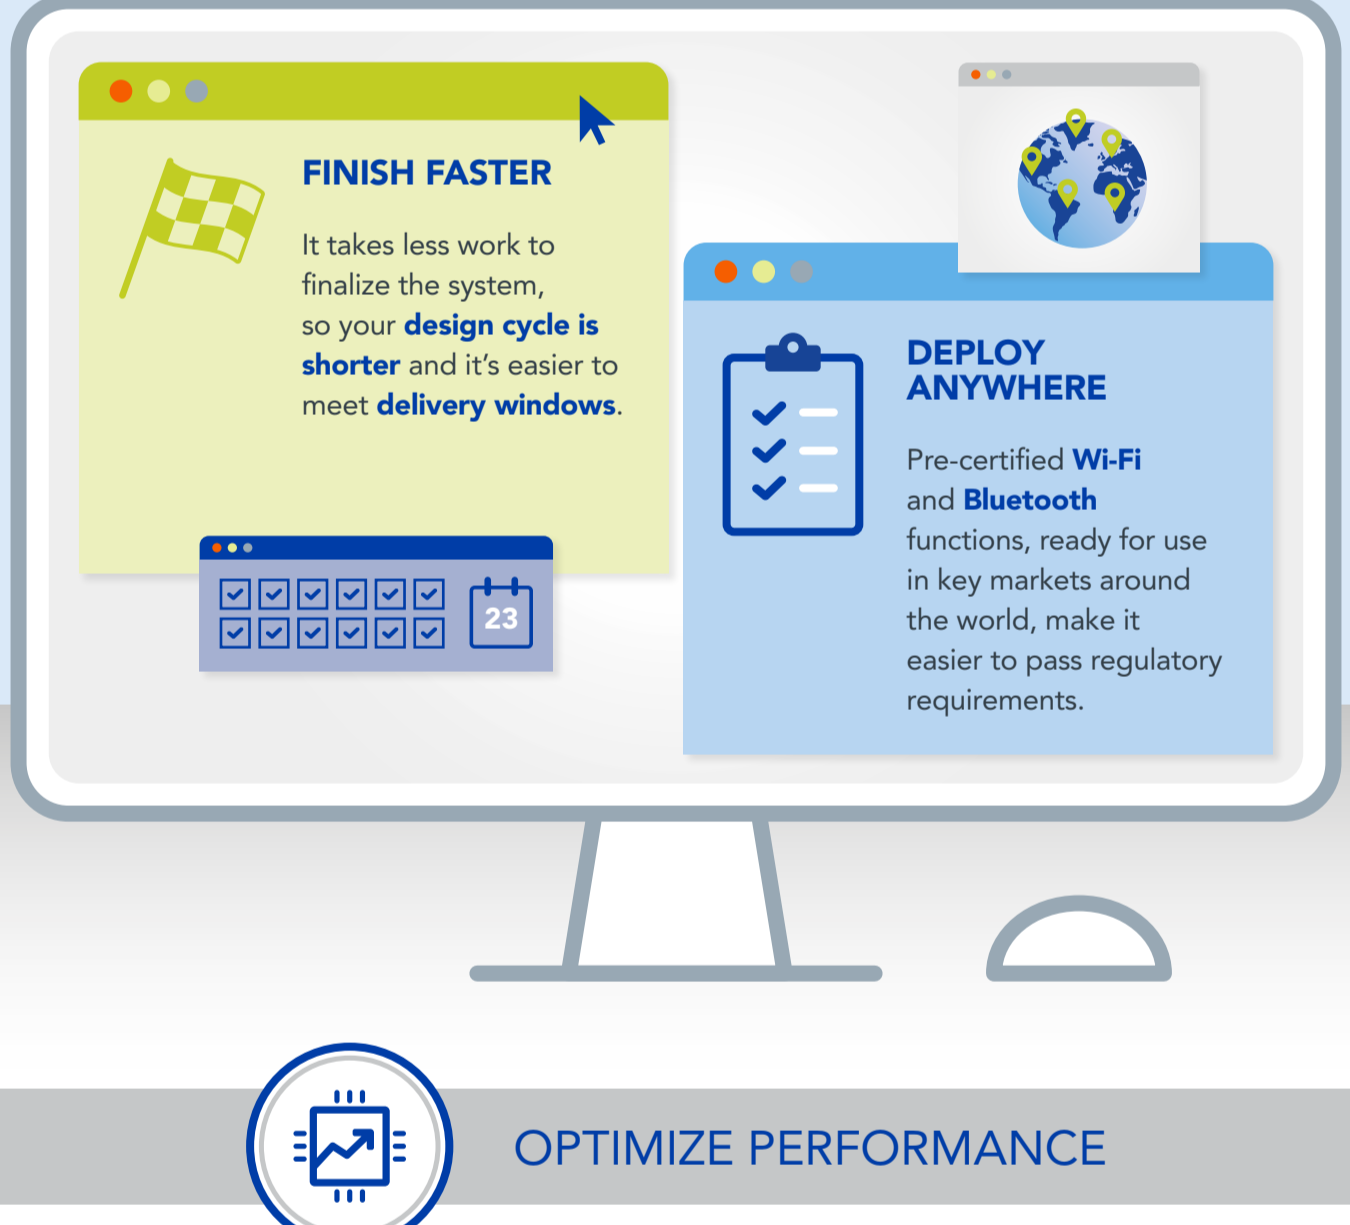 FINISH FASTER
It takes less work to
finalize the system,
so your design cycle is
shorter and it's easier to
meet delivery windows.
23
DEPLOY
ANYWHERE
Pre-certified Wi-Fi
and Bluetooth
functions, ready for use
in key markets around
the world, make it
easier to pass regulatory
requirements.
OPTIMIZE PERFORMANCE